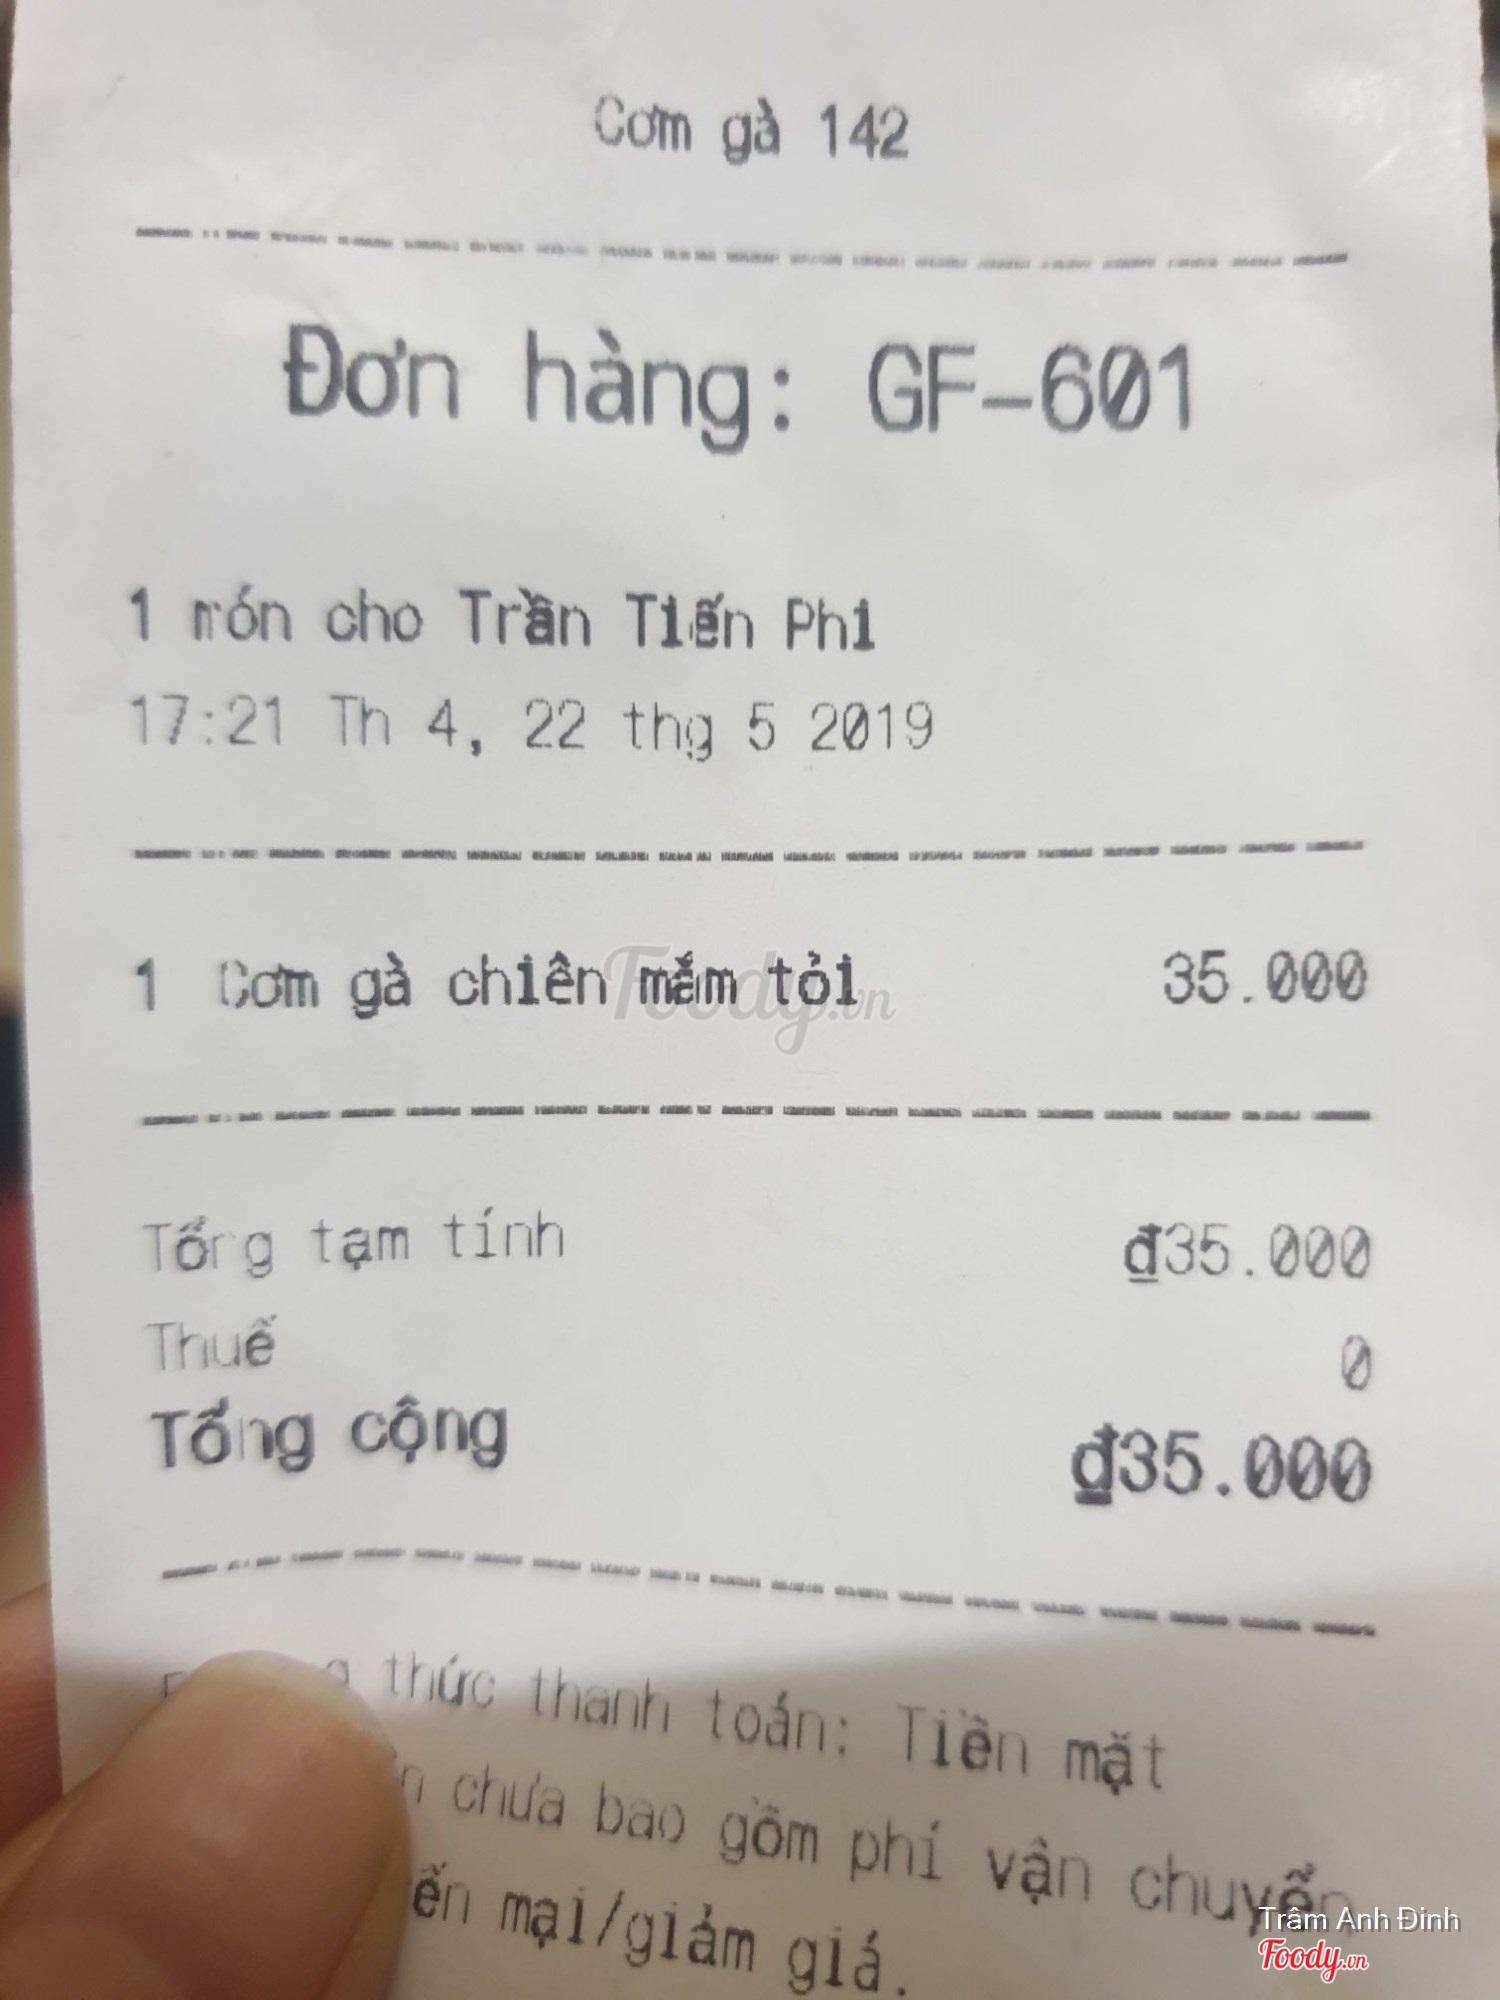 Cơm gà 142
Đơn hàng: GF-601
1 món cho Trần Tiến Phi
17:21 Th 4, 22 thg 5 2019
1 Cơm gà chiên mắm tỏi 35.000
Foody.vn
Tổng tạm tính ₫35.000
Thuế 0
Tổng cộng ₫35.000
thức thanh toán: Tiền mặt
chưa bao gồm phí vận chuyển,
mại/giảm giá.
Trâm Anh Đinh
Foody.vn